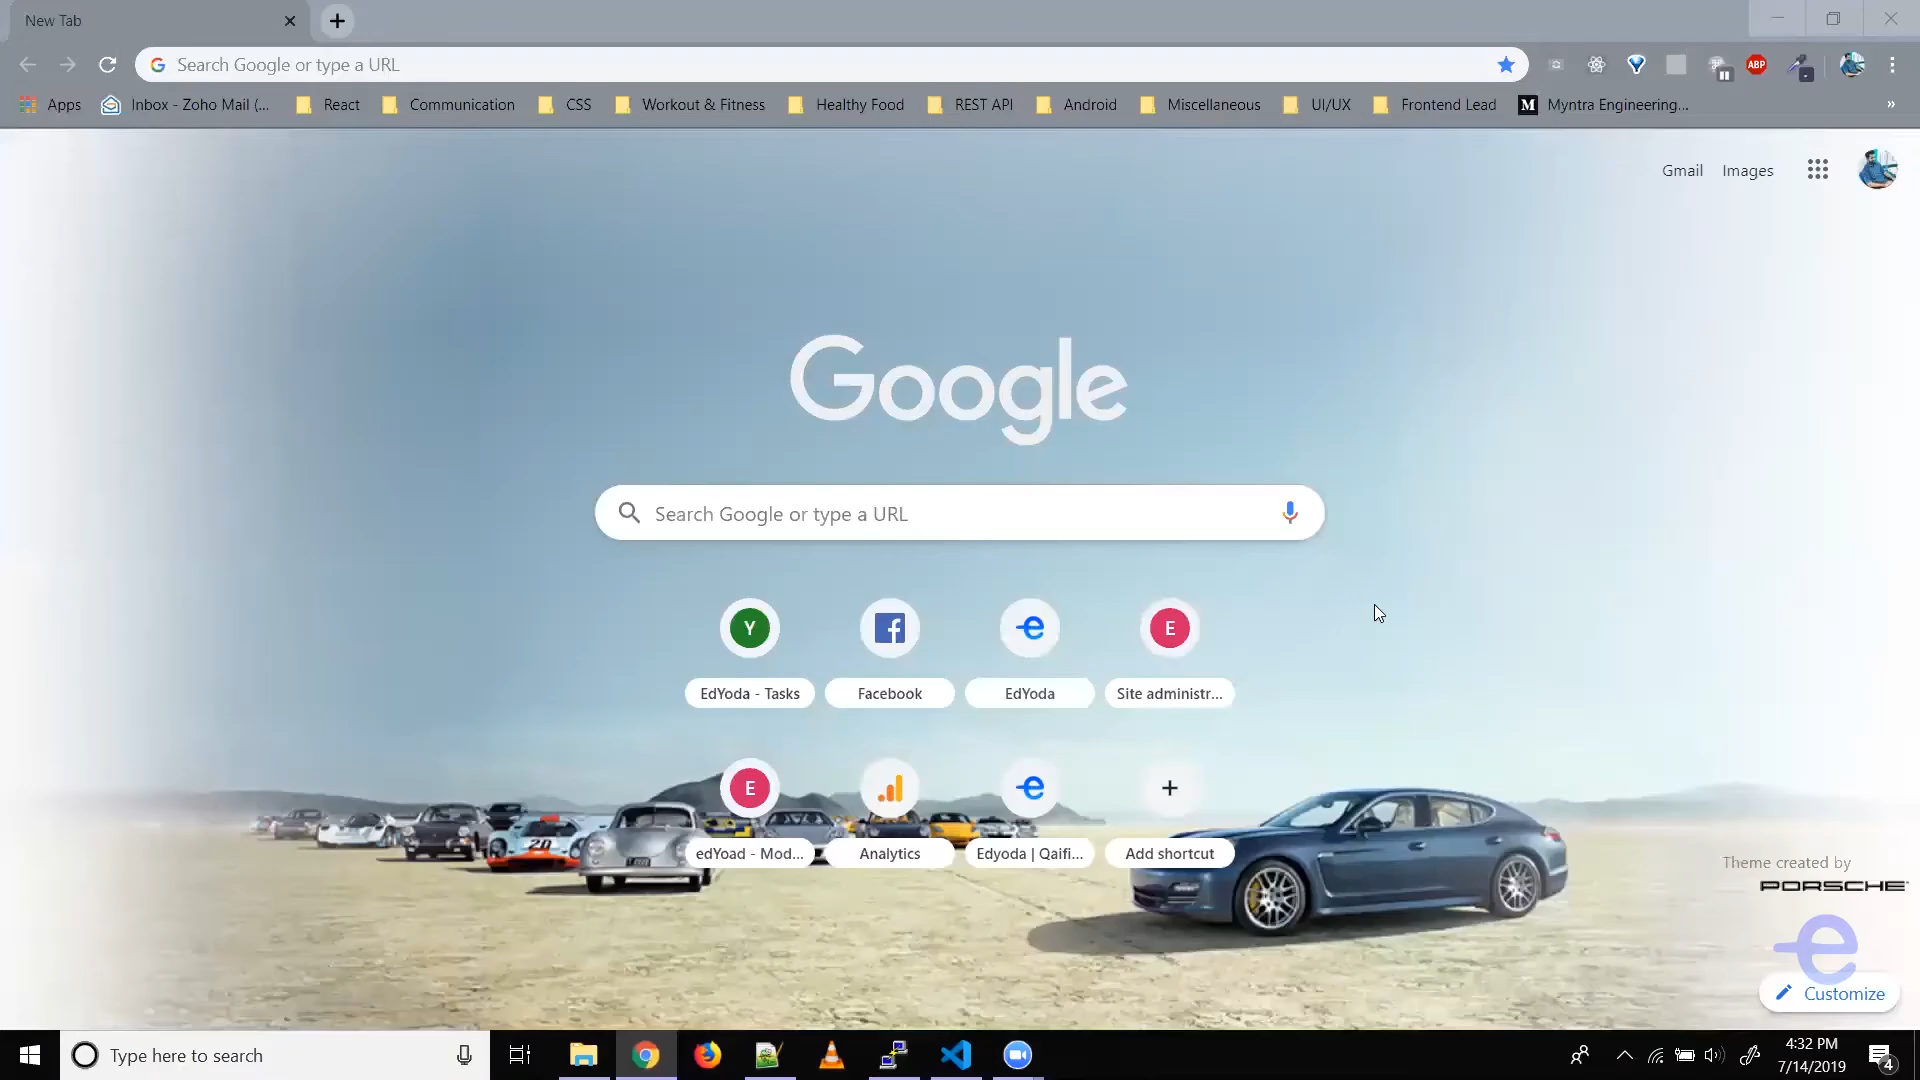 New Tab
Search Google or type a URL
ABP
Apps Inbox - Zoho Mail (... React Communication CSS Workout & Fitness Healthy Food REST API Android Miscellaneous UI/UX Frontend Lead M Myntra Engineering... »
Gmail Images
Google
Search Google or type a URL
Y E
EdYoda - Tasks Facebook EdYoda Site administr...
E
edYoad - Mod... Analytics Edyoda | Qaifi... Add shortcut
20
Theme created by
PORSCHE
Customize
Type here to search
4:32 PM
7/14/2019
4